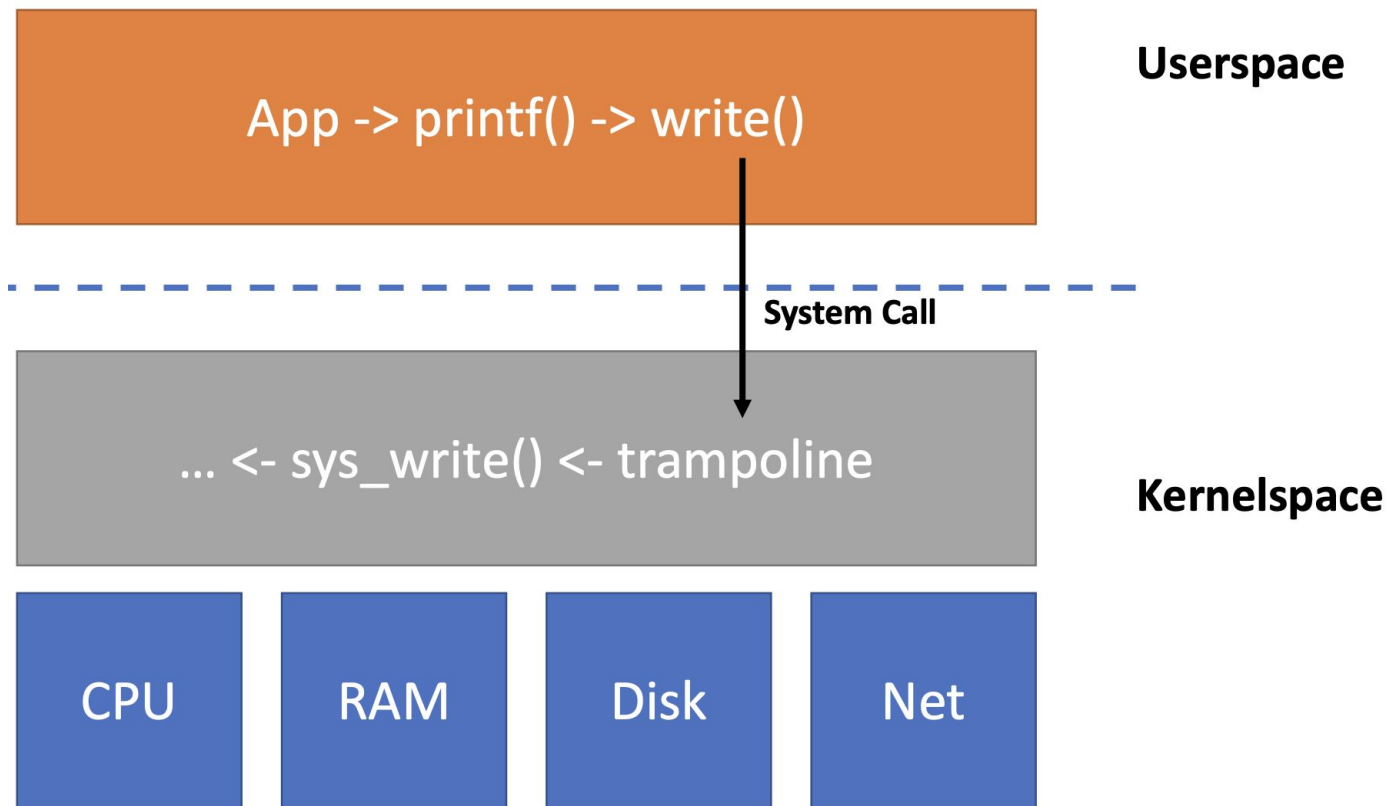 Userspace
App -> printf() -> write()
System Call
... <- sys_write() <- trampoline
Kernelspace
CPU
RAM
Disk
Net